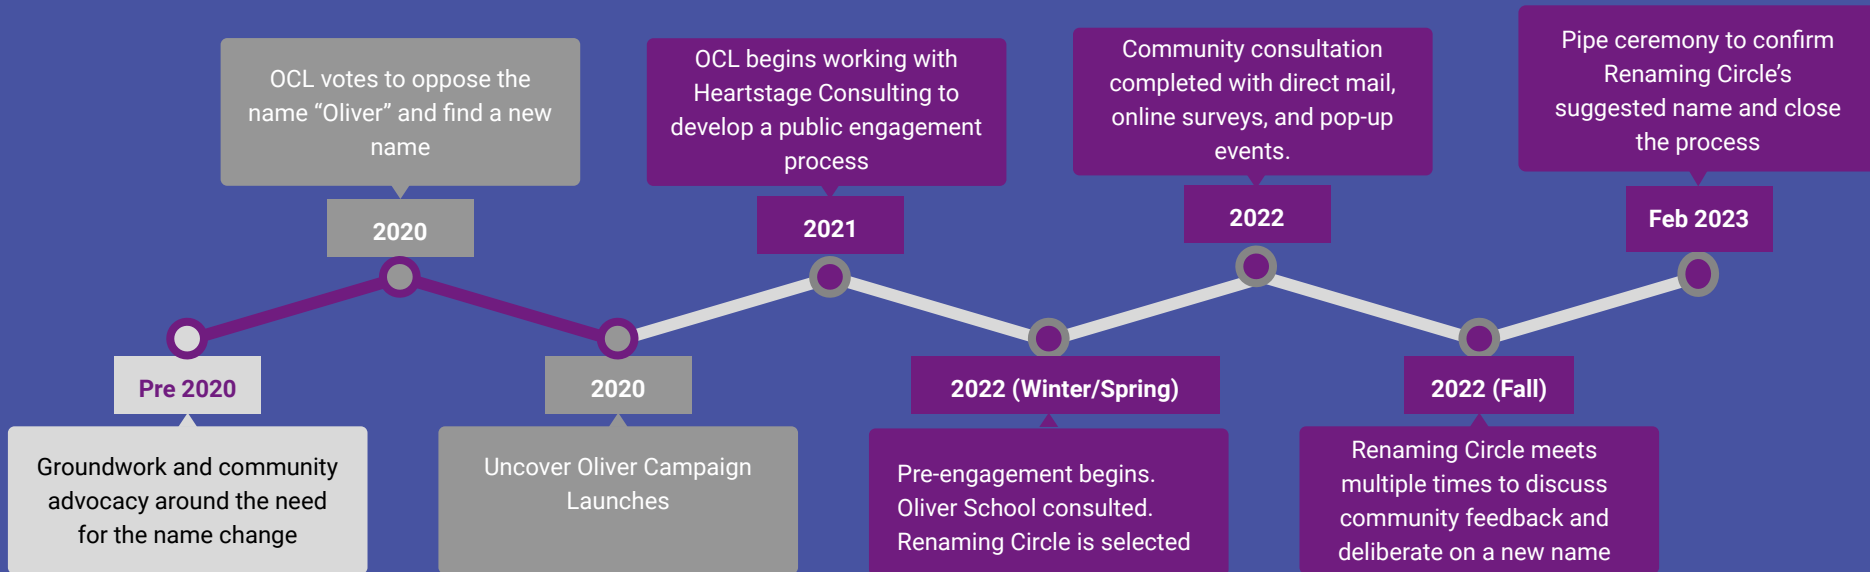 Pre 2020
Groundwork and community
advocacy around the need
for the name change
OCL votes to oppose the
name “Oliver” and find a new
name
2020
2020
Uncover Oliver Campaign
Launches
OCL begins working with
Heartstage Consulting to
develop a public engagement
process
2021
2022 (Winter/Spring)
Pre-engagement begins.
Oliver School consulted.
Renaming Circle is selected
Community consultation
completed with direct mail,
online surveys, and pop-up
events.
2022
2022 (Fall)
Renaming Circle meets
multiple times to discuss
community feedback and
deliberate on a new name
Pipe ceremony to confirm
Renaming Circle’s
suggested name and close
the process
Feb 2023